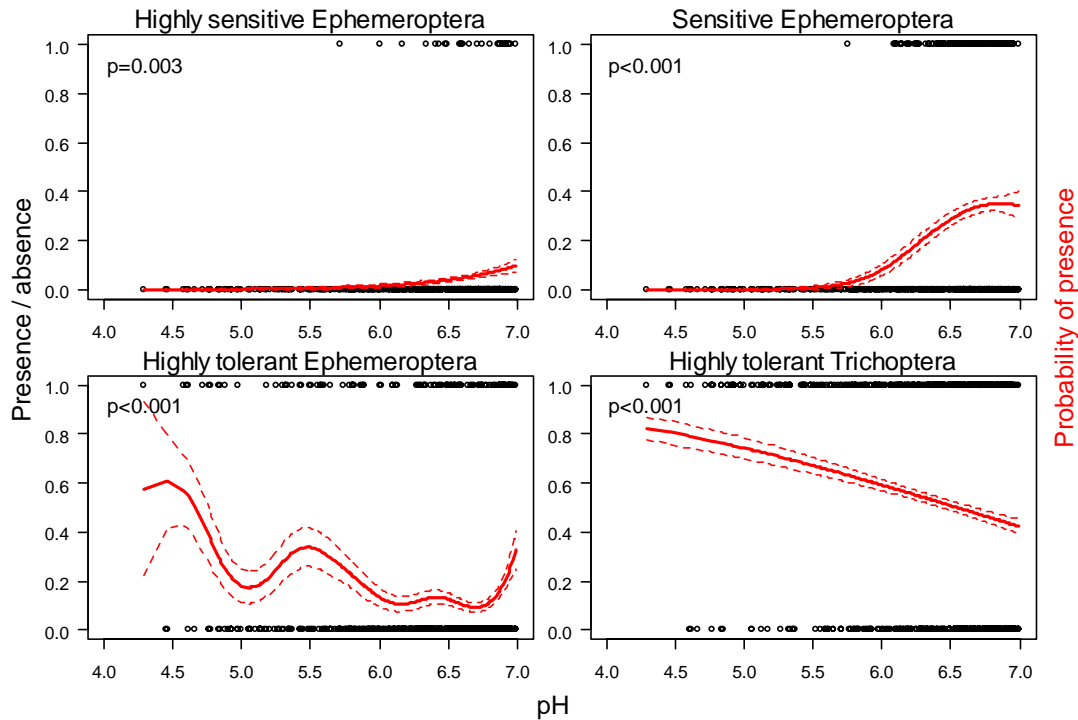 Highly sensitive Ephemeroptera
Sensitive Ephemeroptera
1.0
0.8
0.6
0.4
0.2
0.0
p=0.003
4.0 4.5 5.0 5.5 6.0 6.5 7.0
1.0
0.8
0.6
0.4
0.2
0.0
p<0.001
4.0 4.5 5.0 5.5 6.0 6.5 7.0
Highly tolerant Ephemeroptera
Highly tolerant Trichoptera
1.0
0.8
0.6
0.4
0.2
0.0
p<0.001
4.0 4.5 5.0 5.5 6.0 6.5 7.0
1.0
0.8
0.6
0.4
0.2
0.0
p<0.001
4.0 4.5 5.0 5.5 6.0 6.5 7.0
Presence / absence
Probability of presence
pH